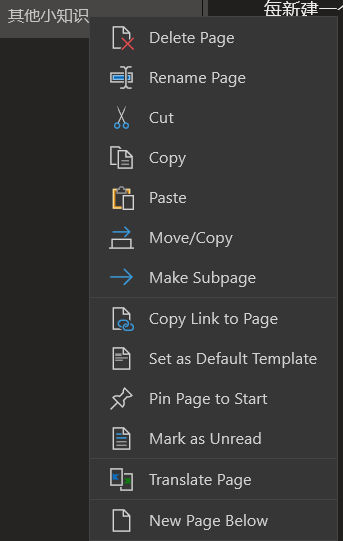 其他小知识
每新建一个
Delete Page
Rename Page
Cut
Copy
Paste
Move/Copy
Make Subpage
Copy Link to Page
Set as Default Template
Pin Page to Start
Mark as Unread
Translate Page
New Page Below